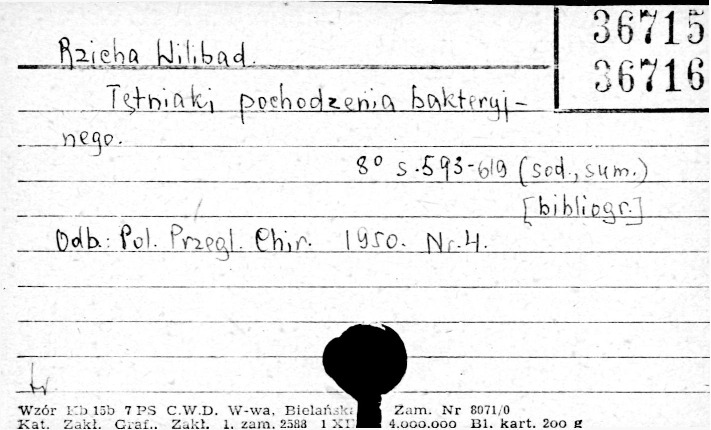 36715
36716
Rzicha Wilibad.
Tętniaki pochodzenia bakteryj-
nego.
8° s. 593-619 (sod., sum.)
[bibliogr.]
Odb.: Pol. Przegl. Chir. 1950. Nr. 4.
Wzór Kb 15b 7 PS C.W.D. W-wa, Zam. Nr 8071/0
Kat. Zakł. Graf., Zakł. 1, zam. 2588 4.000.000 Bl. kart. 200 g